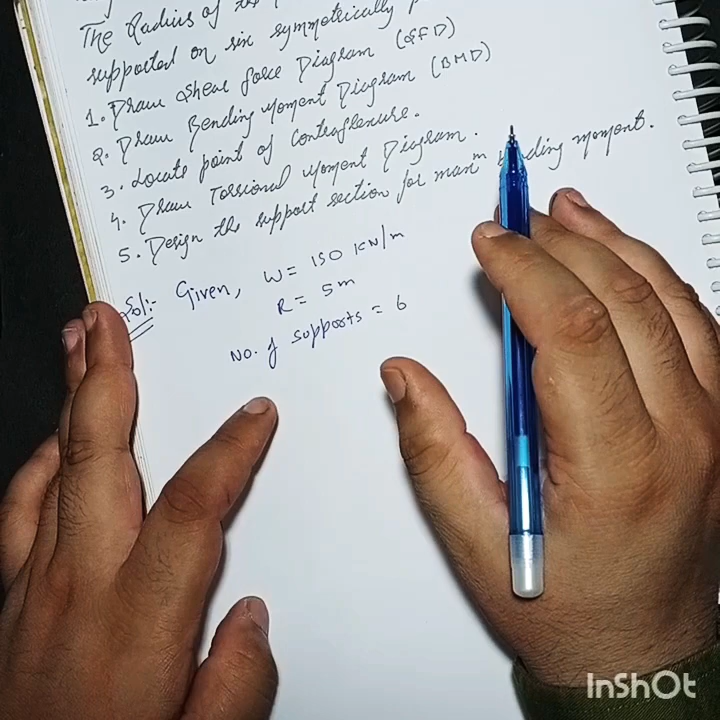 The Radius of the
supported on six symmetrically
1. Draw Shear force Diagram (SFD)
2. Draw Bending Moment Diagram (BMD)
3. Locate point of contraflexure.
4. Draw Torsional Moment Diagram.
5. Design the support section for maxm moment.
Sol:- Given, W = 150 KN/m
R = 5m
No. of supports = 6
InShOt